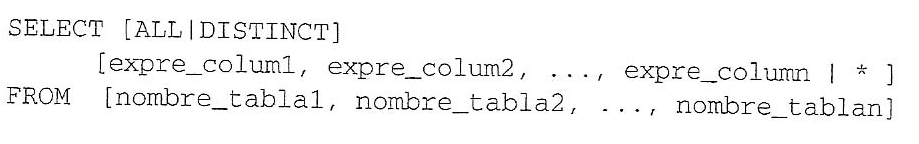 SELECT [ALL|DISTINCT]
[expre_colum1, expre_colum2, ..., expre_column | * ]
FROM [nombre_tabla1, nombre_tabla2, ..., nombre_tablan]